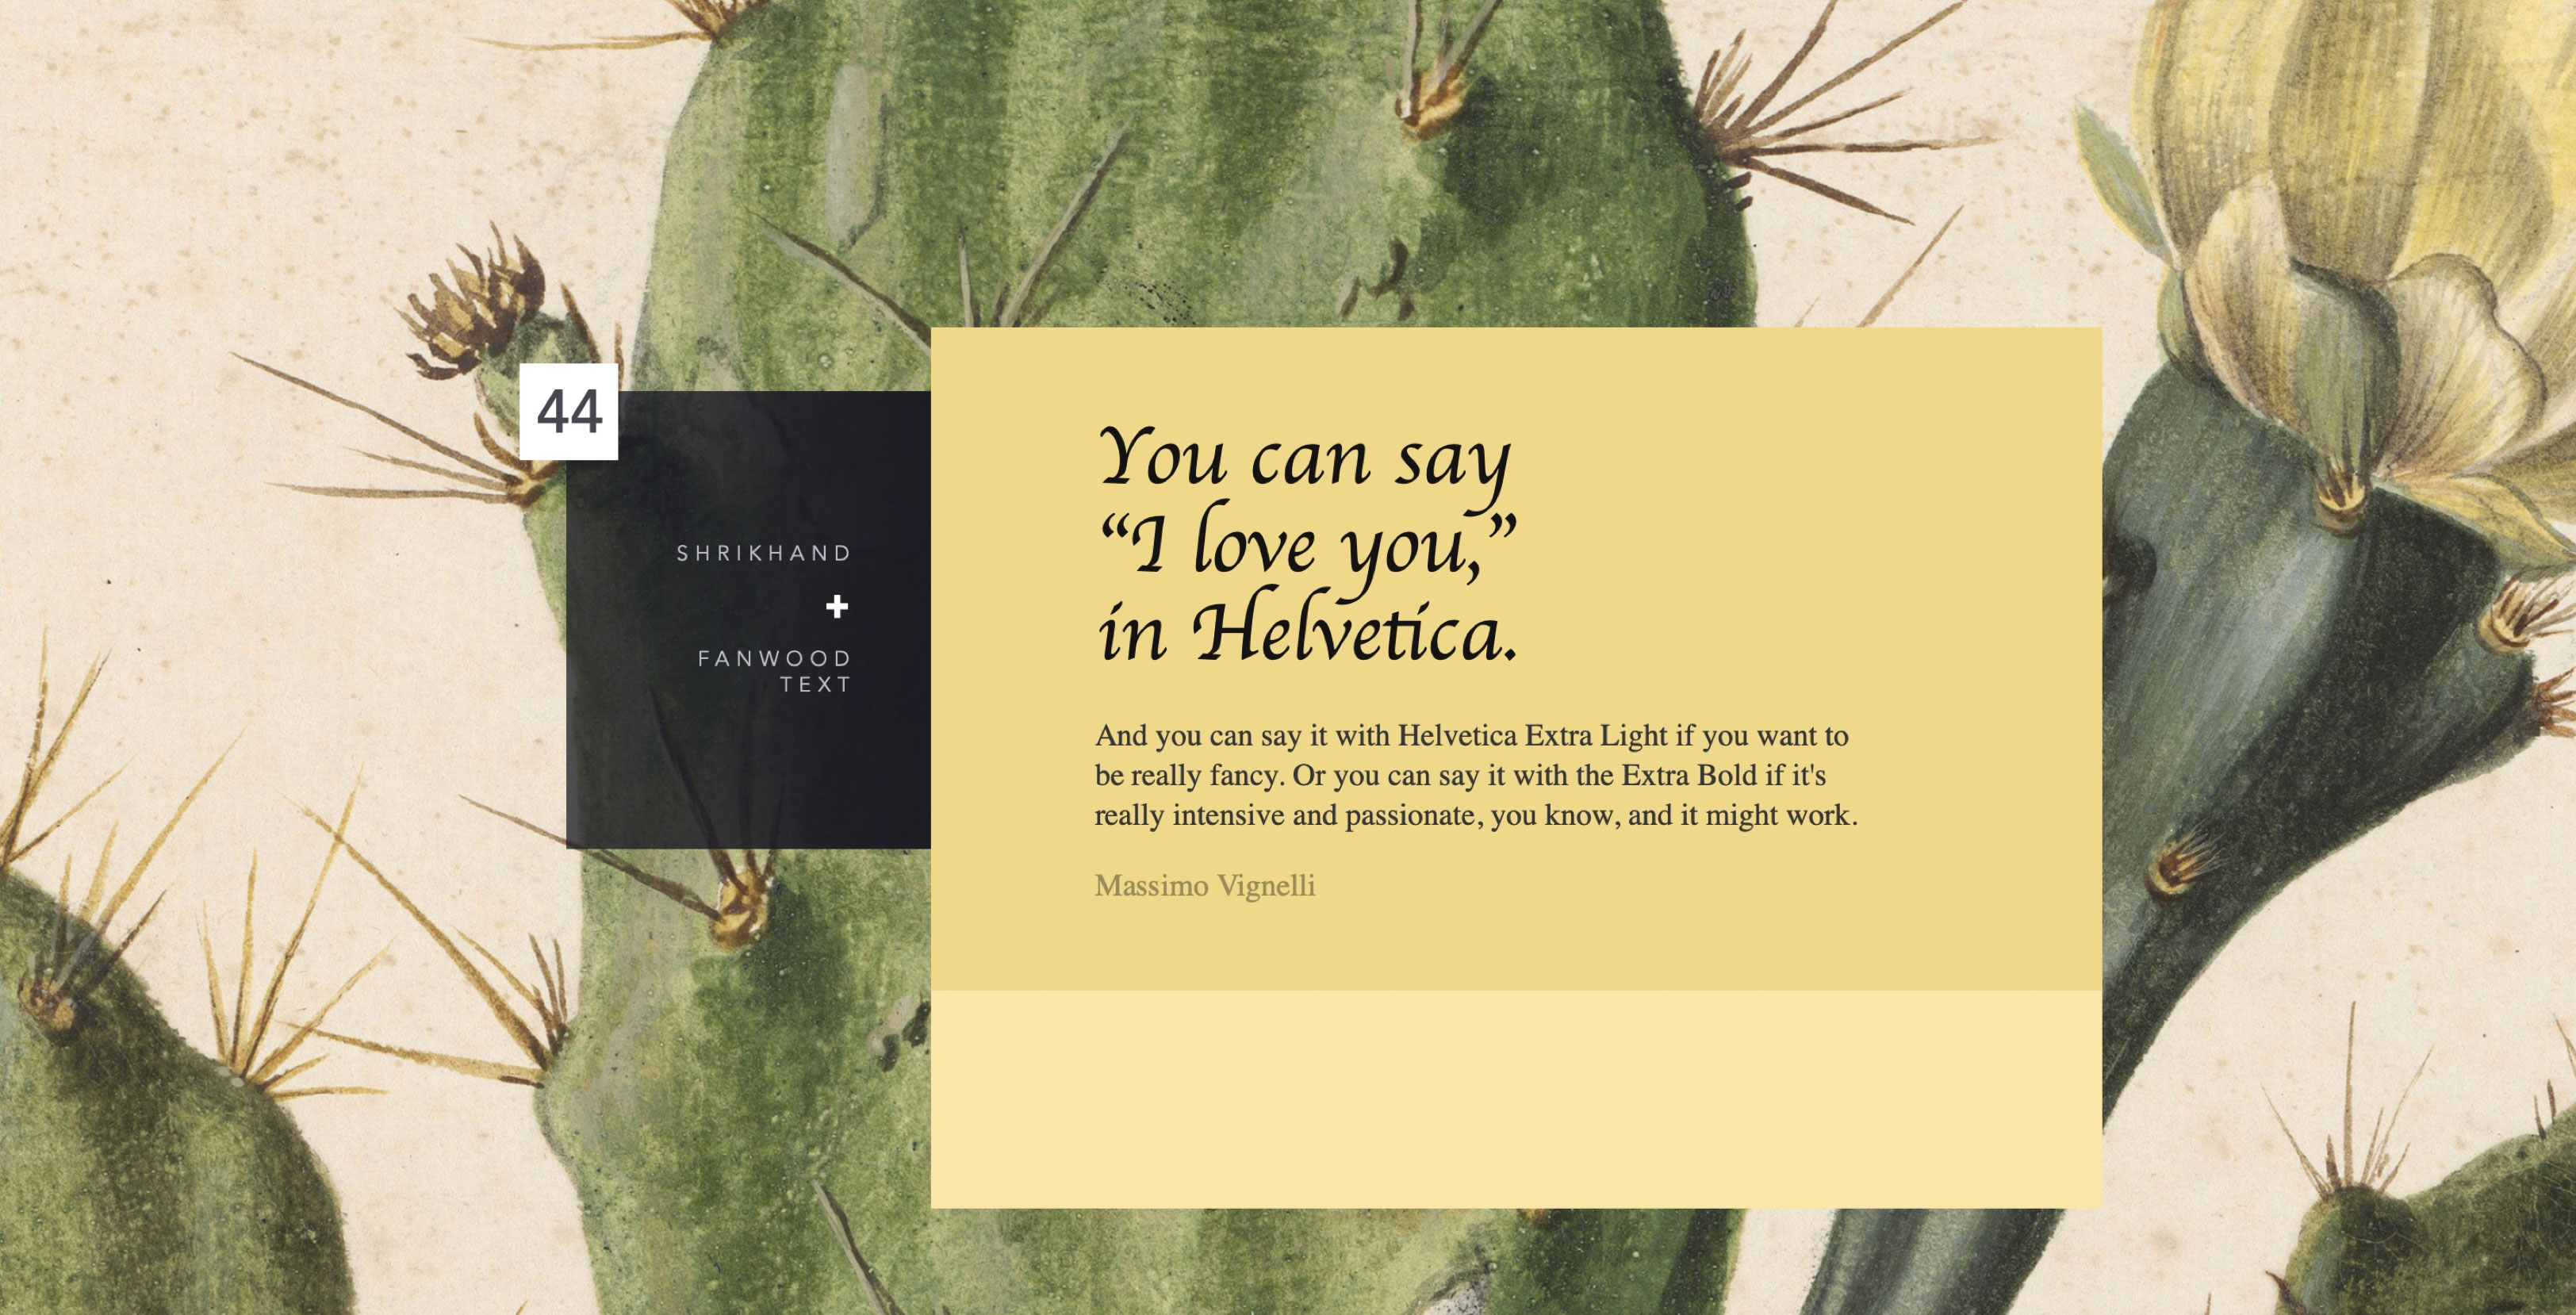 44
SHRIKHAND
+
FANWOOD
TEXT
You can say
“I love you,”
in Helvetica.
And you can say it with Helvetica Extra Light if you want to
be really fancy. Or you can say it with the Extra Bold if it's
really intensive and passionate, you know, and it might work.
Massimo Vignelli